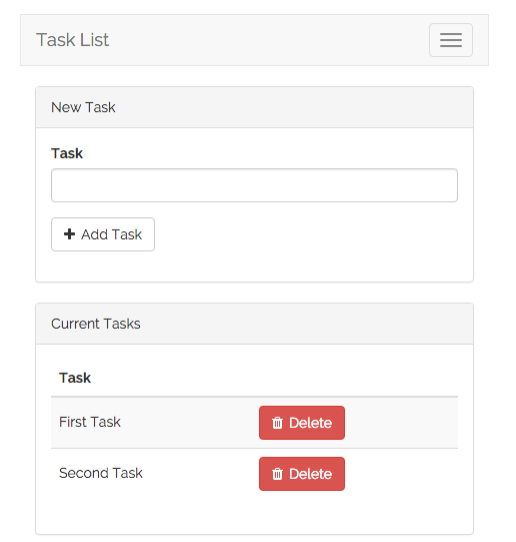 Task List
New Task
Task
Add Task
Current Tasks
Task
First Task Delete
Second Task Delete